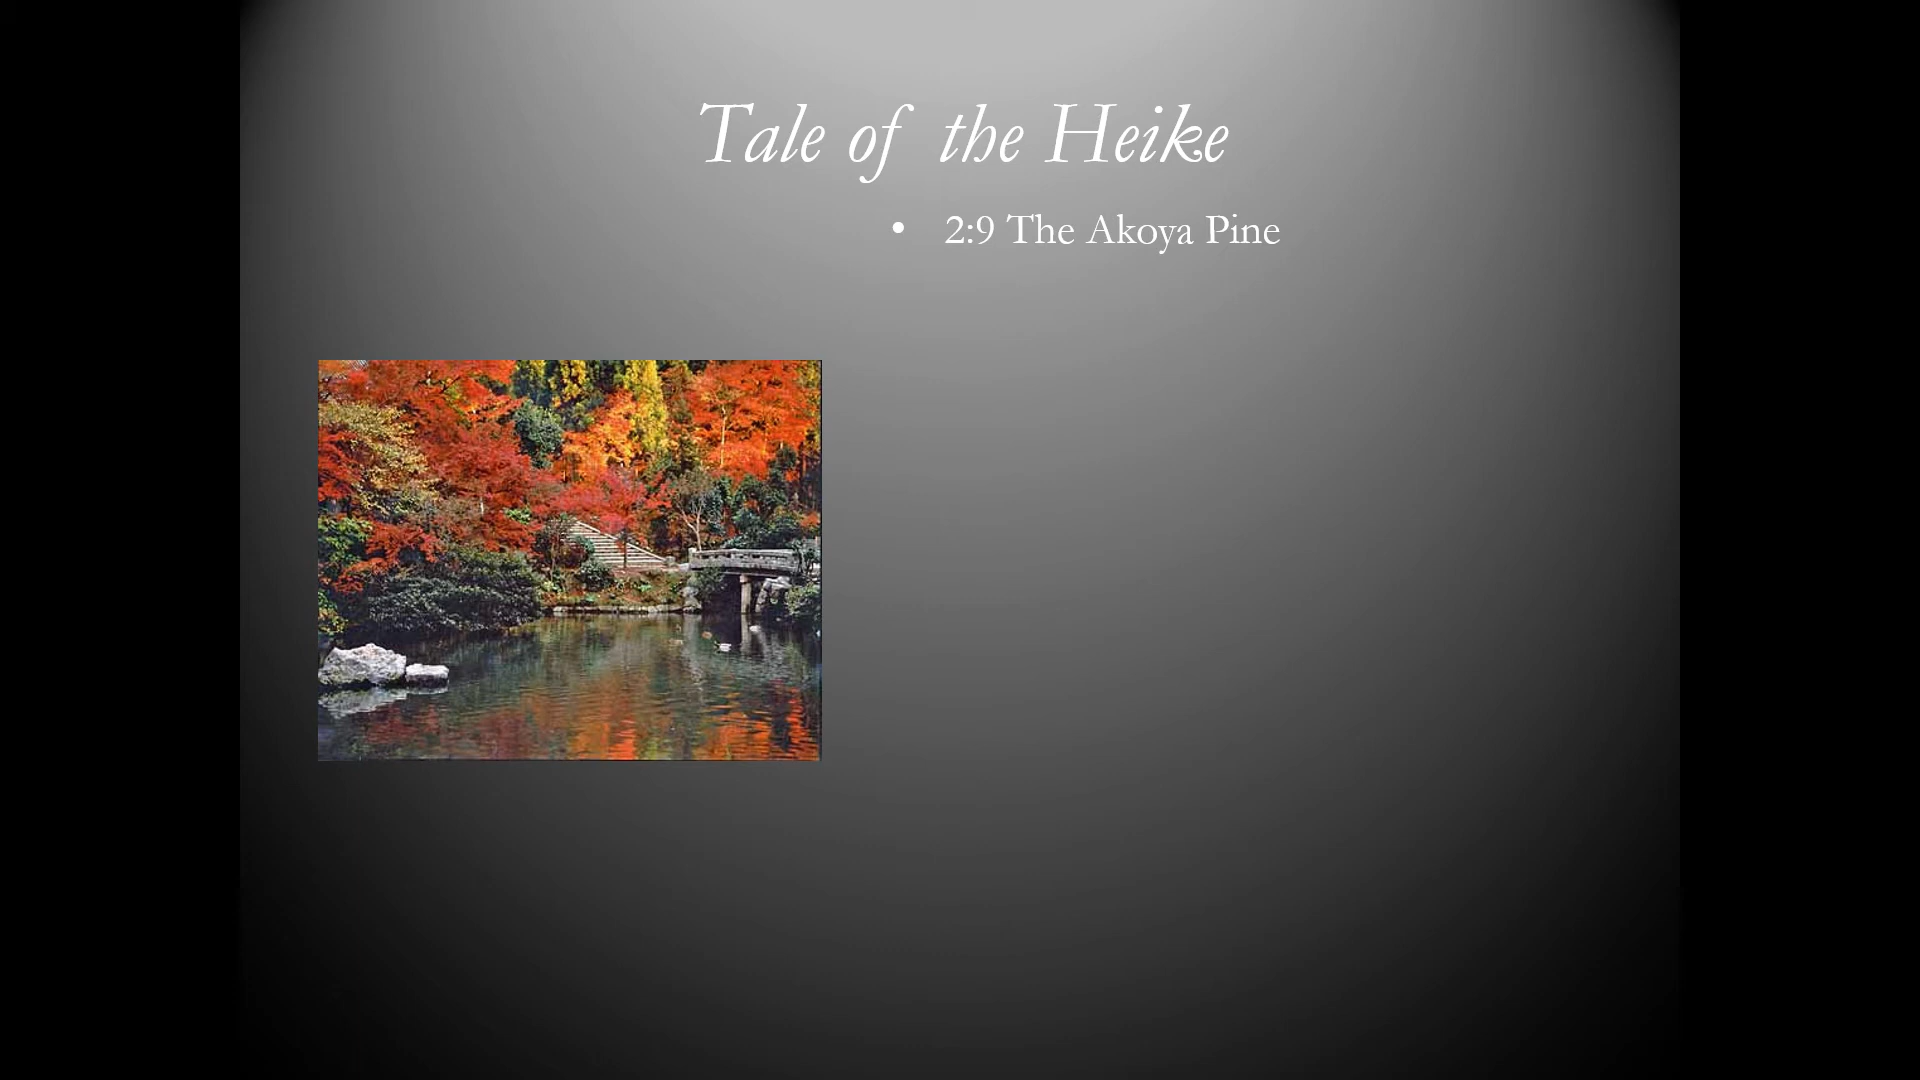 Tale of the Heike
• 2:9 The Akoya Pine